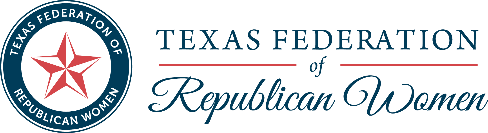 TEXAS FEDERATION OF
REPUBLICAN WOMEN
TEXAS FEDERATION
of
Republican Women